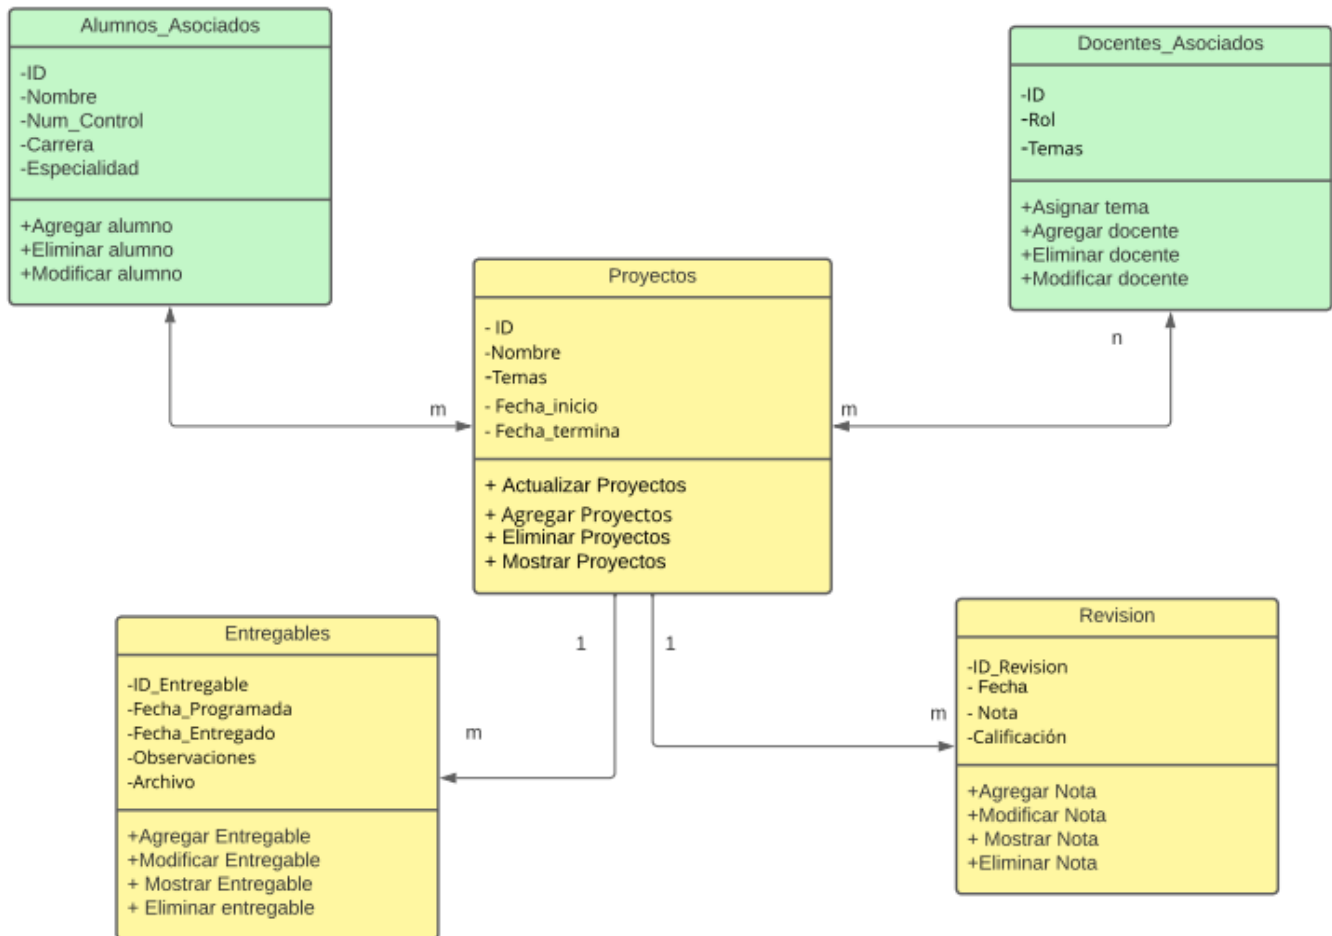 Alumnos_Asociados
-ID
-Nombre
-Num_Control
-Carrera
-Especialidad
+Agregar alumno
+Eliminar alumno
+Modificar alumno
Docentes_Asociados
-ID
-Rol
-Temas
+Asignar tema
+Agregar docente
+Eliminar docente
+Modificar docente
n
m
m
Proyectos
- ID
-Nombre
-Temas
- Fecha_inicio
- Fecha_termina
+ Actualizar Proyectos
+ Agregar Proyectos
+ Eliminar Proyectos
+ Mostrar Proyectos
1
1
m
m
Entregables
-ID_Entregable
-Fecha_Programada
-Fecha_Entregado
-Observaciones
-Archivo
+Agregar Entregable
+Modificar Entregable
+ Mostrar Entregable
+ Eliminar entregable
Revision
-ID_Revision
- Fecha
- Nota
-Calificación
+Agregar Nota
+Modificar Nota
+ Mostrar Nota
+Eliminar Nota